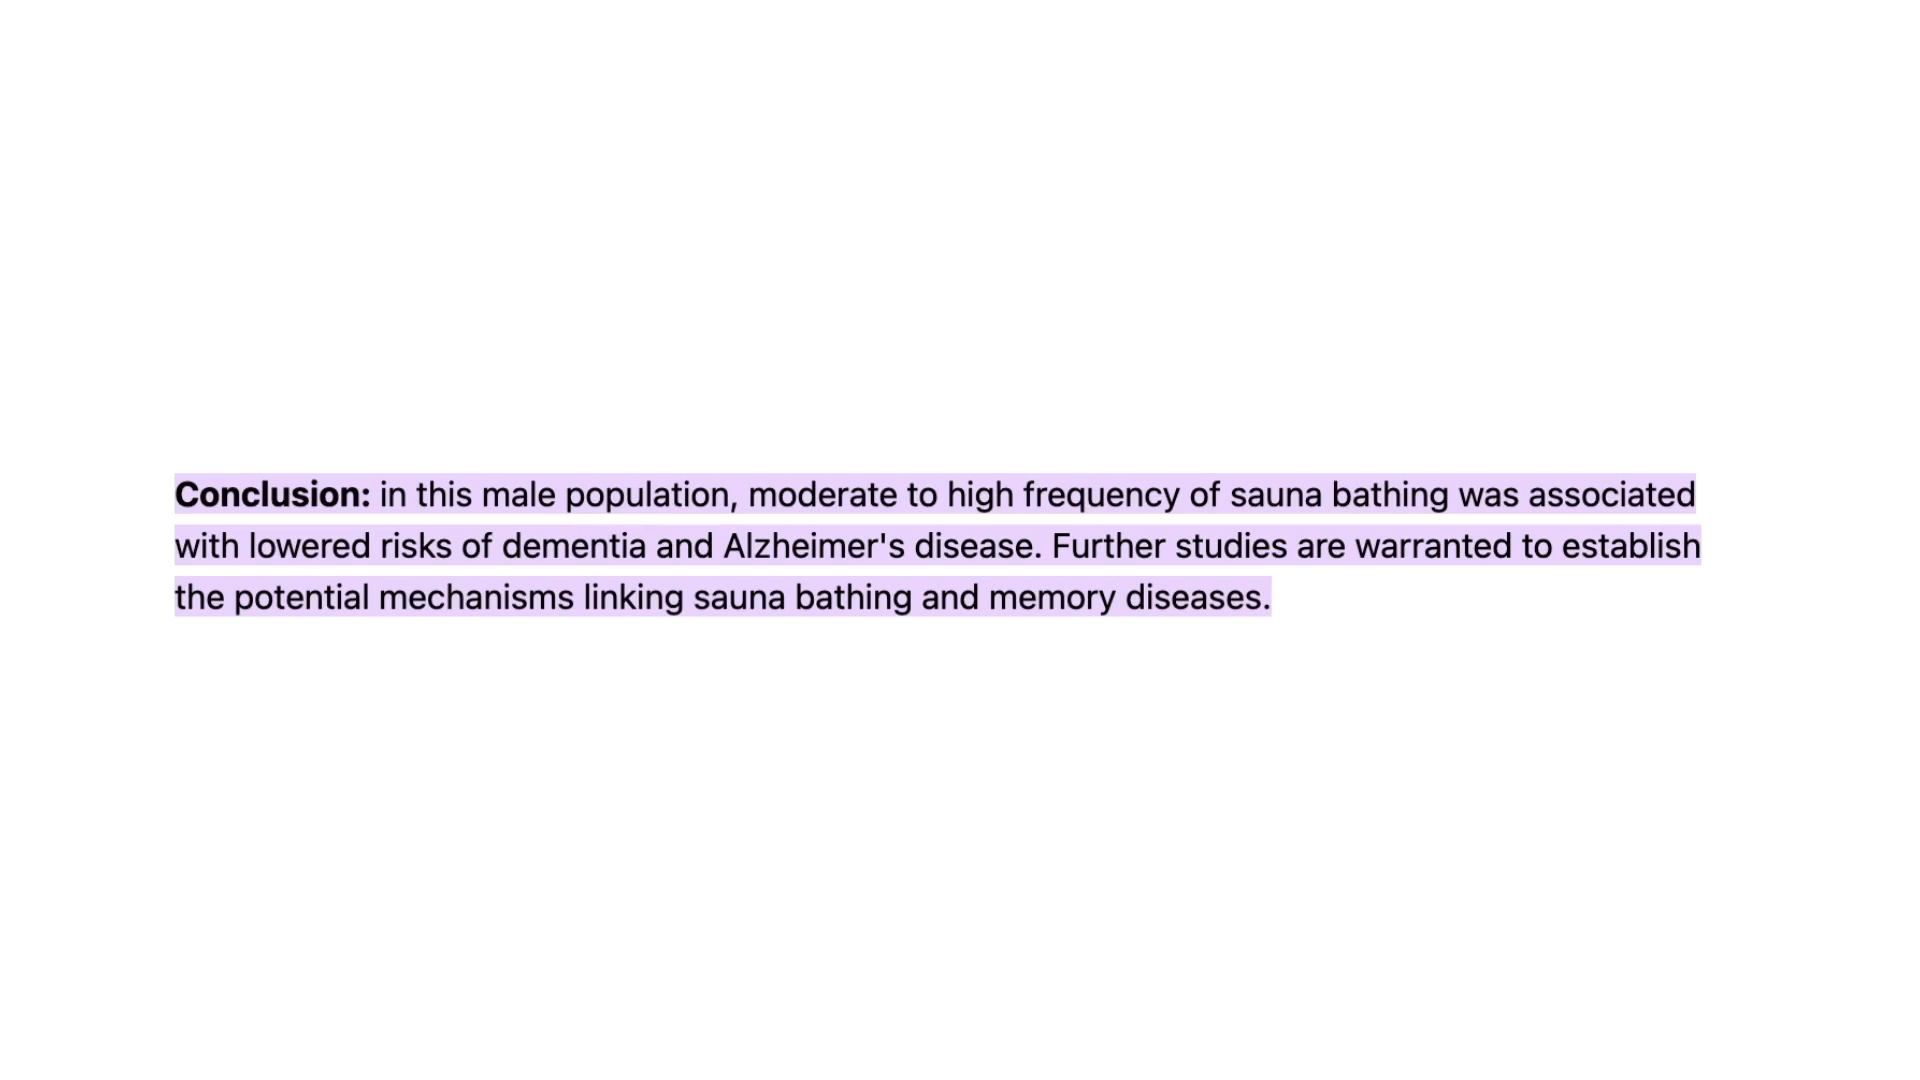 Conclusion: in this male population, moderate to high frequency of sauna bathing was associated
with lowered risks of dementia and Alzheimer's disease. Further studies are warranted to establish
the potential mechanisms linking sauna bathing and memory diseases.